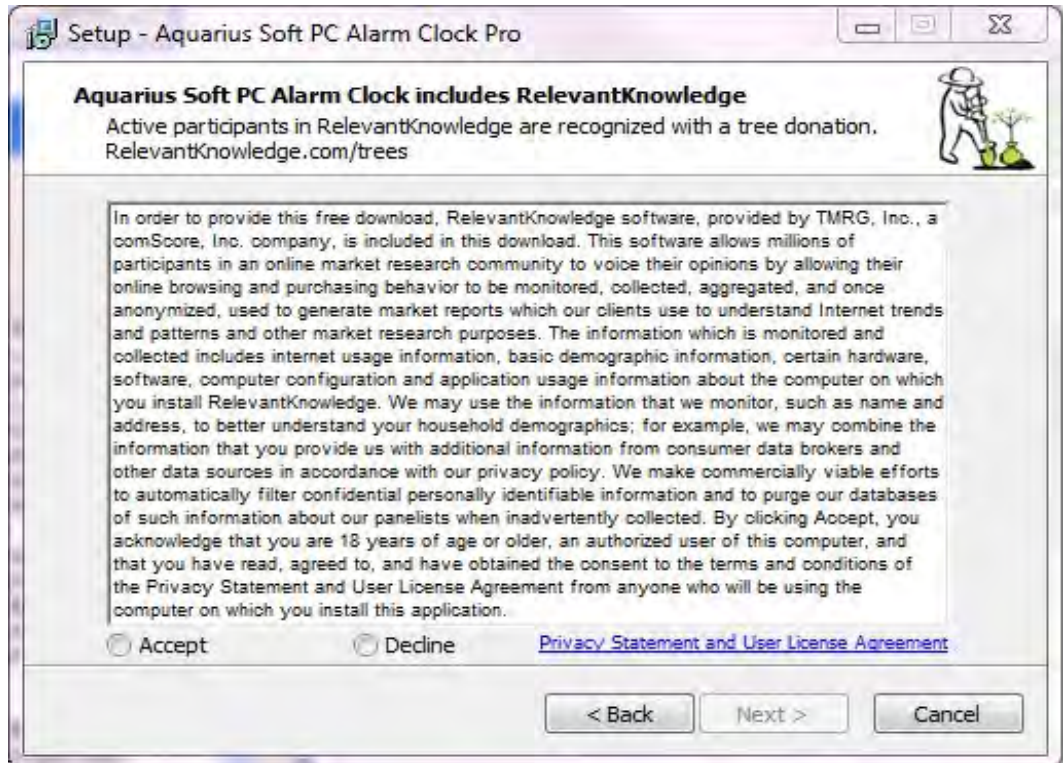 Setup - Aquarius Soft PC Alarm Clock Pro
Aquarius Soft PC Alarm Clock includes RelevantKnowledge
Active participants in RelevantKnowledge are recognized with a tree donation.
RelevantKnowledge.com/trees
In order to provide this free download, RelevantKnowledge software, provided by TMRG, Inc., a
comScore, Inc. company, is included in this download. This software allows millions of
participants in an online market research community to voice their opinions by allowing their
online browsing and purchasing behavior to be monitored, collected, aggregated, and once
anonymized, used to generate market reports which our clients use to understand Internet trends
and patterns and other market research purposes. The information which is monitored and
collected includes internet usage information, basic demographic information, certain hardware,
software, computer configuration and application usage information about the computer on which
you install RelevantKnowledge. We may use the information that we monitor, such as name and
address, to better understand your household demographics; for example, we may combine the
information that you provide us with additional information from consumer data brokers and
other data sources in accordance with our privacy policy. We make commercially viable efforts
to automatically filter confidential personally identifiable information and to purge our databases
of such information about our panelists when inadvertently collected. By clicking Accept, you
acknowledge that you are 18 years of age or older, an authorized user of this computer, and
that you have read, agreed to, and have obtained the consent to the terms and conditions of
the Privacy Statement and User License Agreement from anyone who will be using the
computer on which you install this application.
Accept Decline Privacy Statement and User License Agreement
< Back Next > Cancel